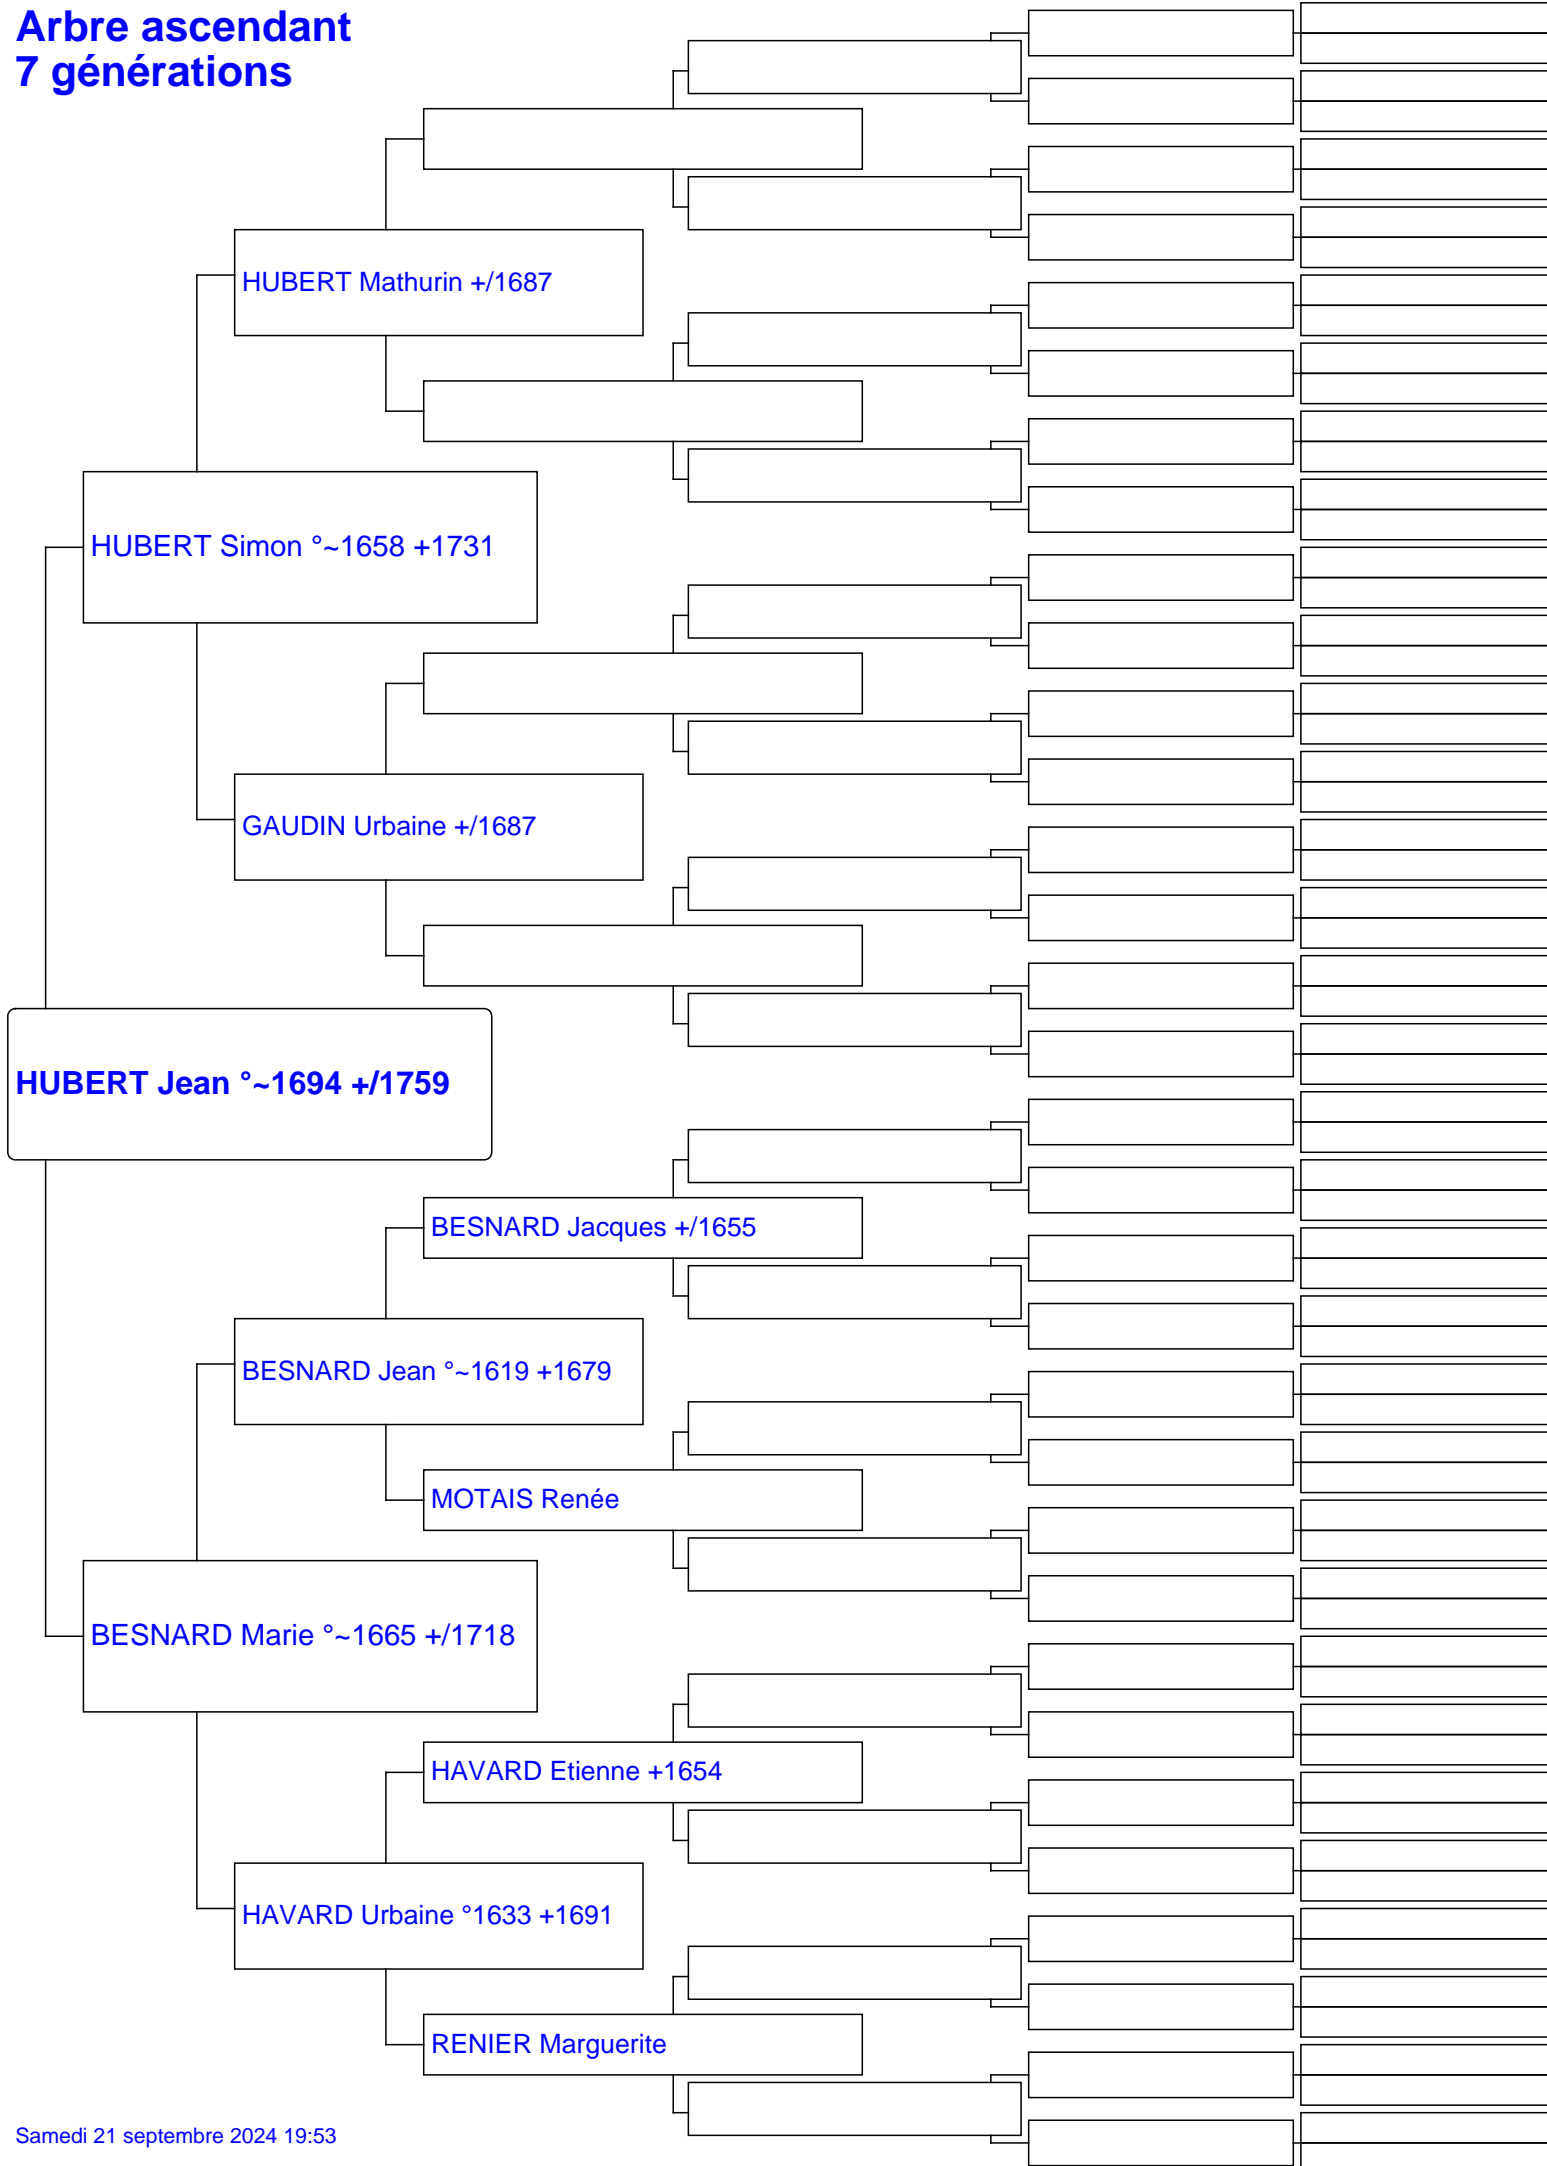 Arbre ascendant
7 générations
HUBERT Mathurin +/1687
HUBERT Simon °~1658 +1731
GAUDIN Urbaine +/1687
HUBERT Jean °~1694 +/1759
BESNARD Jacques +/1655
BESNARD Jean °~1619 +1679
MOTAIS Renée
BESNARD Marie °~1665 +/1718
HAVARD Etienne +1654
HAVARD Urbaine °1633 +1691
RENIER Marguerite
Samedi 21 septembre 2024 19:53